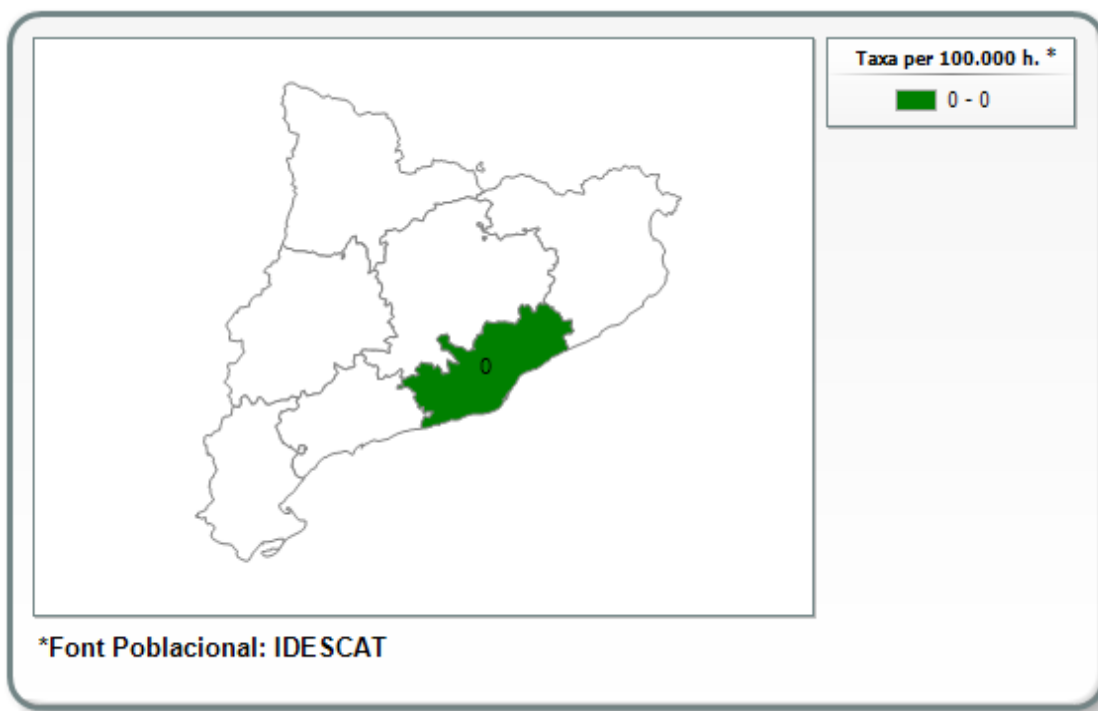 Taxa per 100.000 h. *
0 - 0
0
*Font Poblacional: IDESCAT